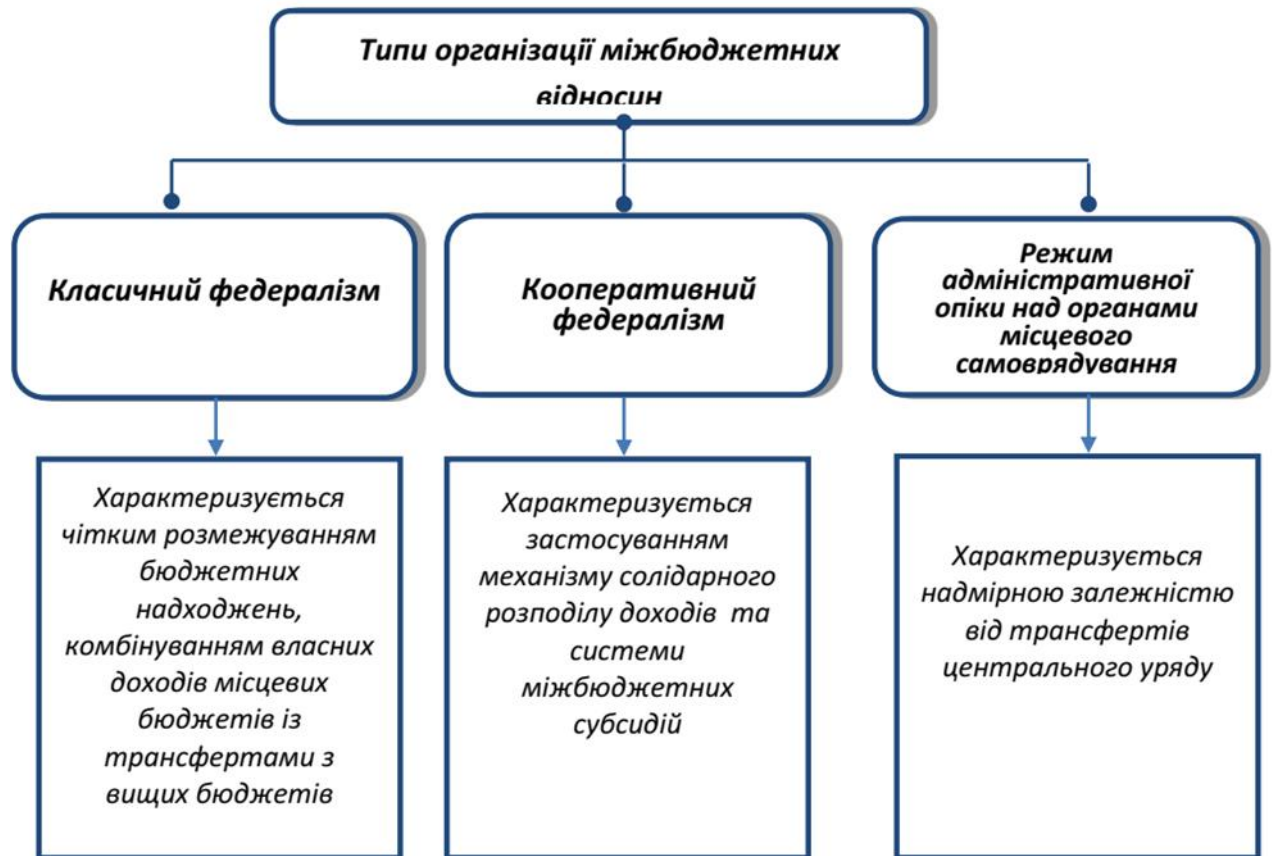 Типи організації міжбюджетних
відносин
Класичний федералізм
Кооперативний
федералізм
Режим
адміністративної
опіки над органами
місцевого
самоврядування
Характеризується
чітким розмежуванням
бюджетних
надходжень,
комбінуванням власних
доходів місцевих
бюджетів із
трансфертами з
вищих бюджетів
Характеризується
застосуванням
механізму солідарного
розподілу доходів та
системи
міжбюджетних
субсидій
Характеризується
надмірною залежністю
від трансфертів
центрального уряду